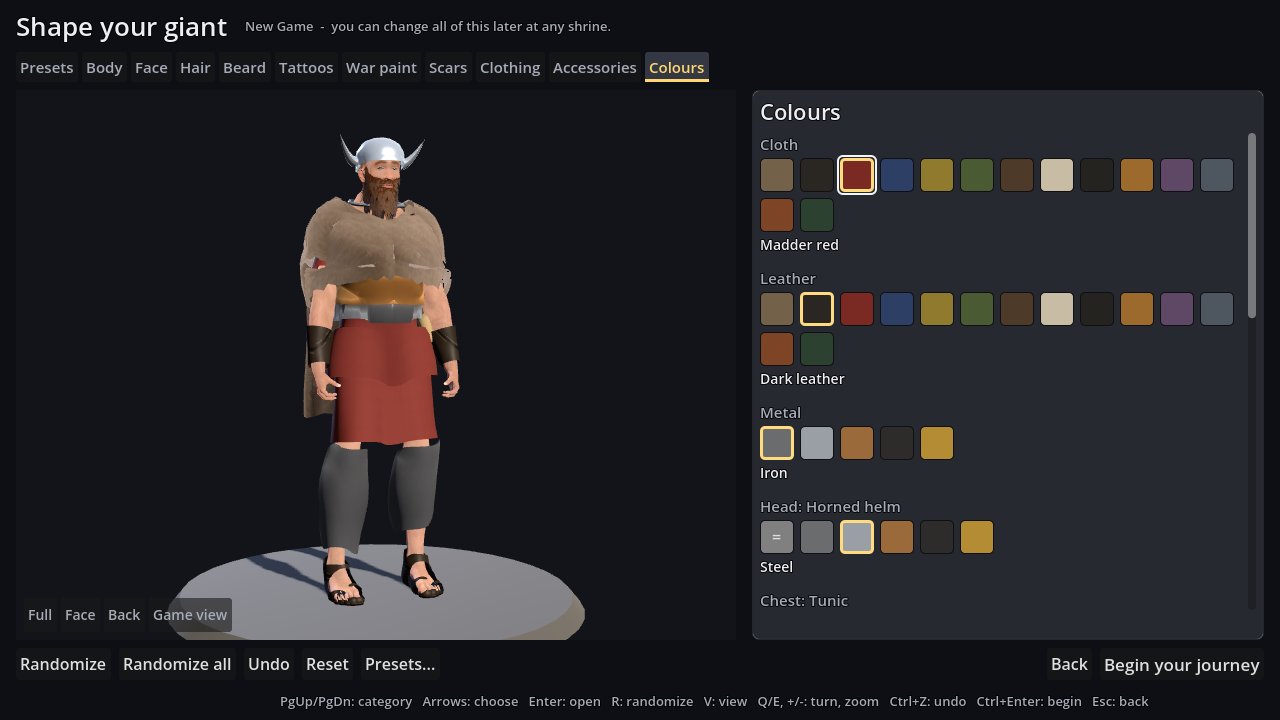 Shape your giant
New Game - you can change all of this later at any shrine.
Presets Body Face Hair Beard Tattoos War paint Scars Clothing Accessories Colours
Colours
Cloth
Madder red
Leather
Dark leather
Metal
Iron
Head: Horned helm
=
Steel
Chest: Tunic
Full Face Back Game view
Randomize Randomize all Undo Reset Presets... Back Begin your journey
PgUp/PgDn: category Arrows: choose Enter: open R: randomize V: view Q/E, +/-: turn, zoom Ctrl+Z: undo Ctrl+Enter: begin Esc: back